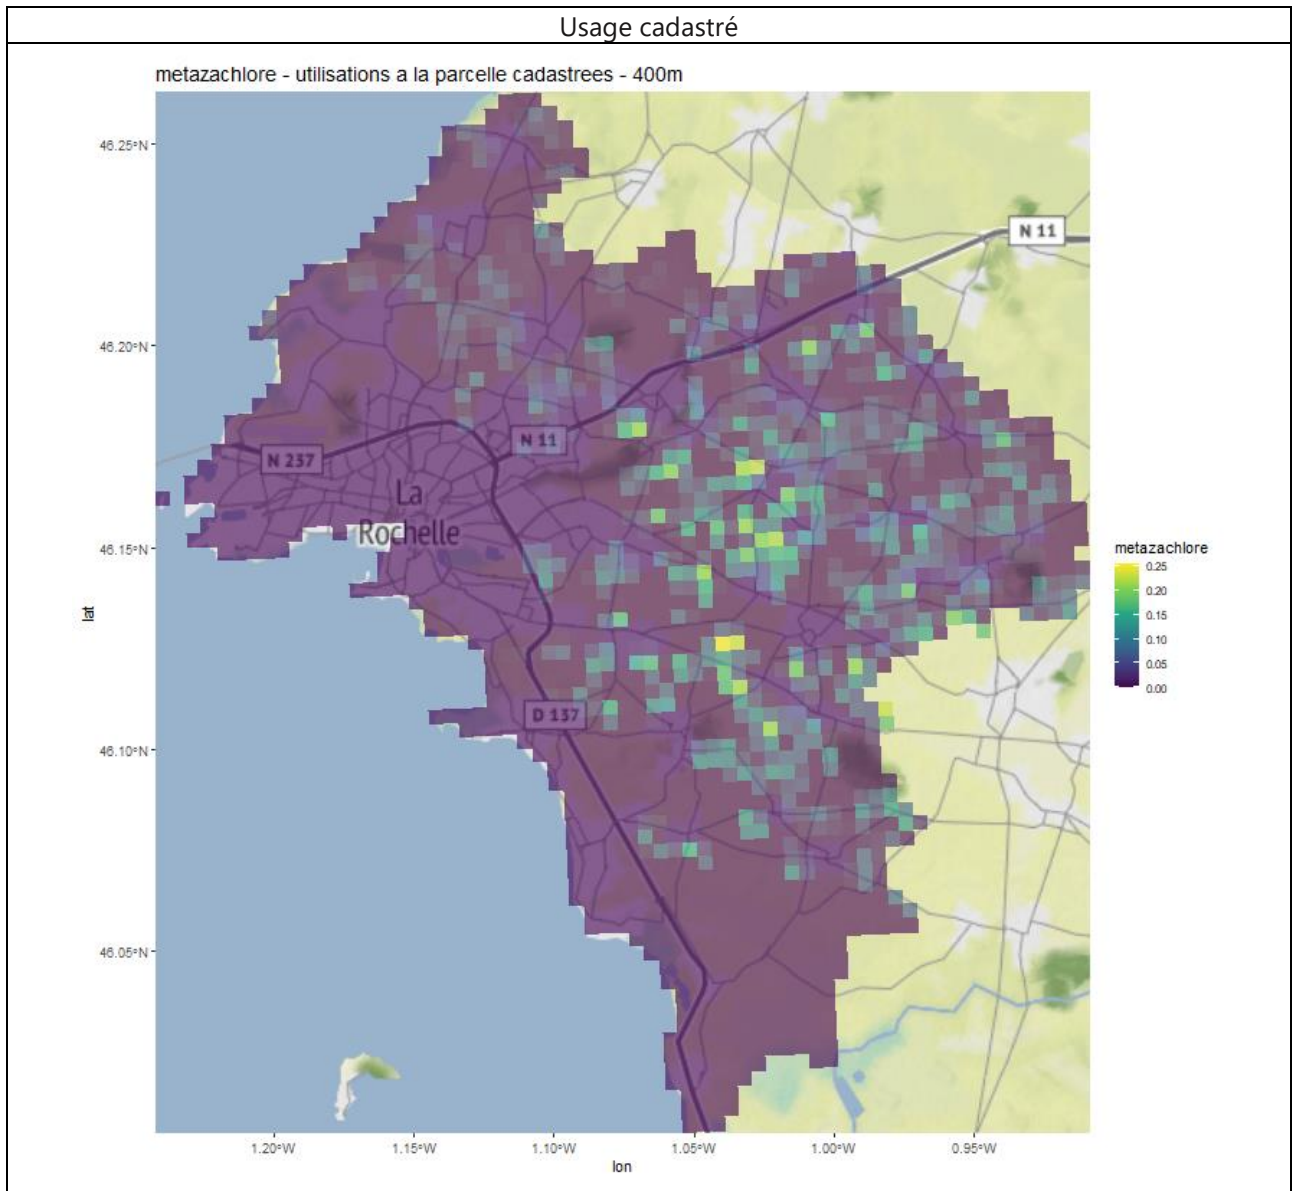 Usage cadastré
metazachlore - utilisations a la parcelle cadastrees - 400m
46.25°N
N 11
46.20°N
N 11
N 237
La
Rochelle
46.15°N
metazachlore
0.25
0.20
0.15
0.10
0.05
0.00
lat
D 137
46.10°N
46.05°N
1.20°W
1.15°W
1.10°W
1.05°W
1.00°W
0.95°W
lon